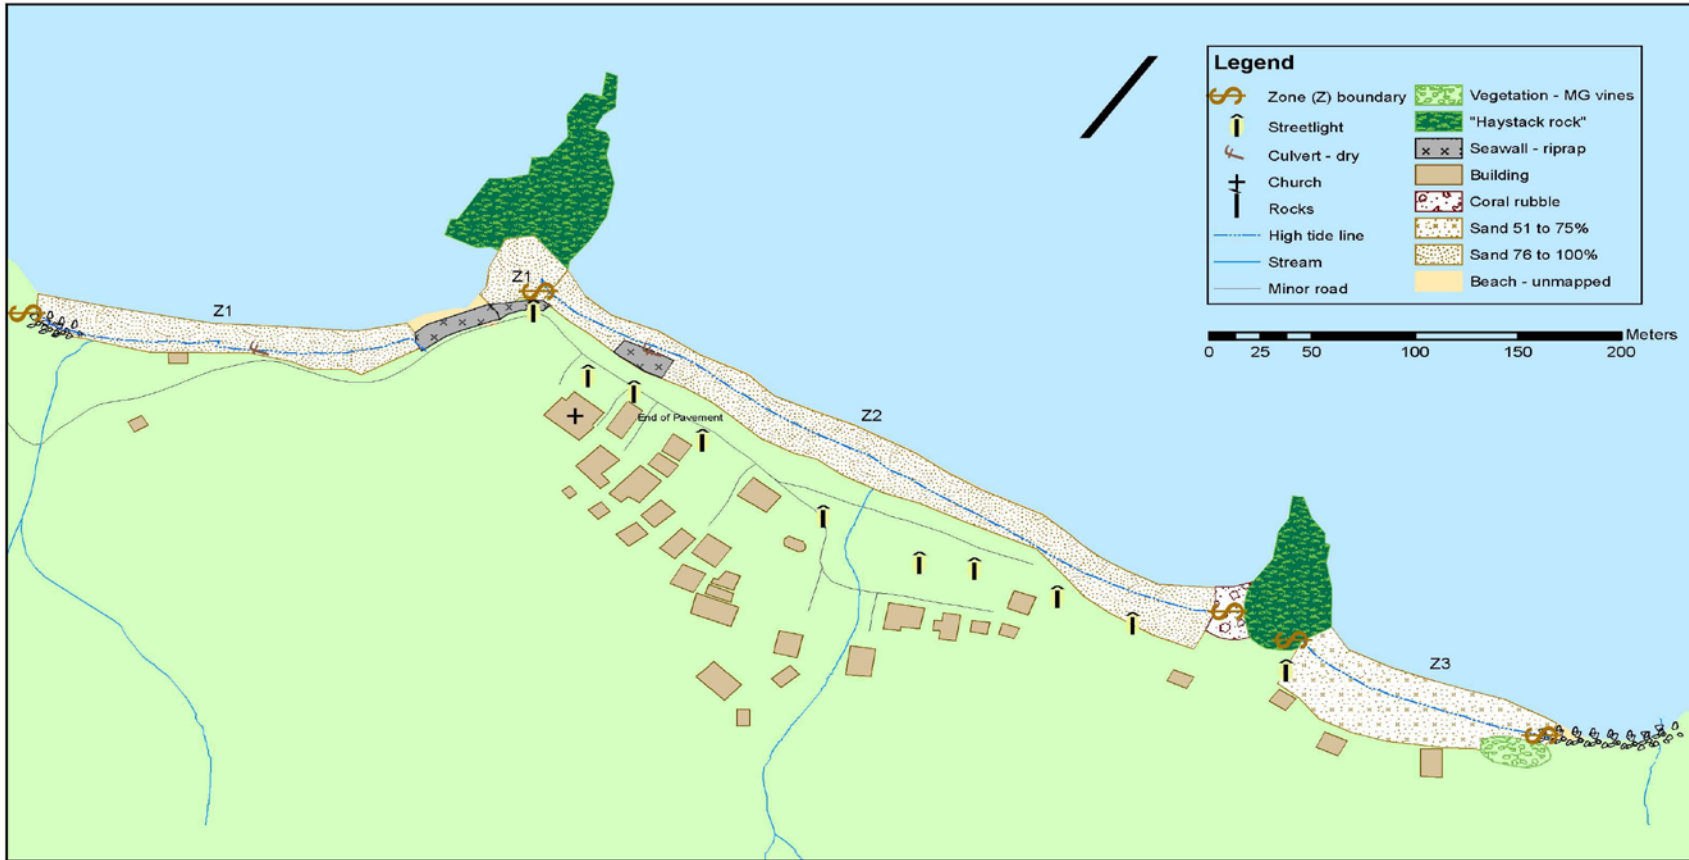 Legend
Zone (Z) boundary
Streetlight
Culvert - dry
Church
Rocks
High tide line
Stream
Minor road
Vegetation - MG vines
"Haystack rock"
Seawall - riprap
Building
Coral rubble
Sand 51 to 75%
Sand 76 to 100%
Beach - unmapped
Meters
0 25 50 100 150 200
Z1
Z1
Z2
End of Pavement
Z3